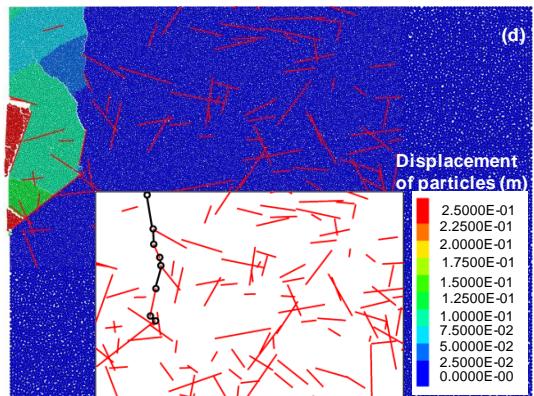 (d)
Displacement
of particles (m)
2.5000E-01
2.2500E-01
2.0000E-01
1.7500E-01
1.5000E-01
1.2500E-01
1.0000E-01
7.5000E-02
5.0000E-02
2.5000E-02
0.0000E+00